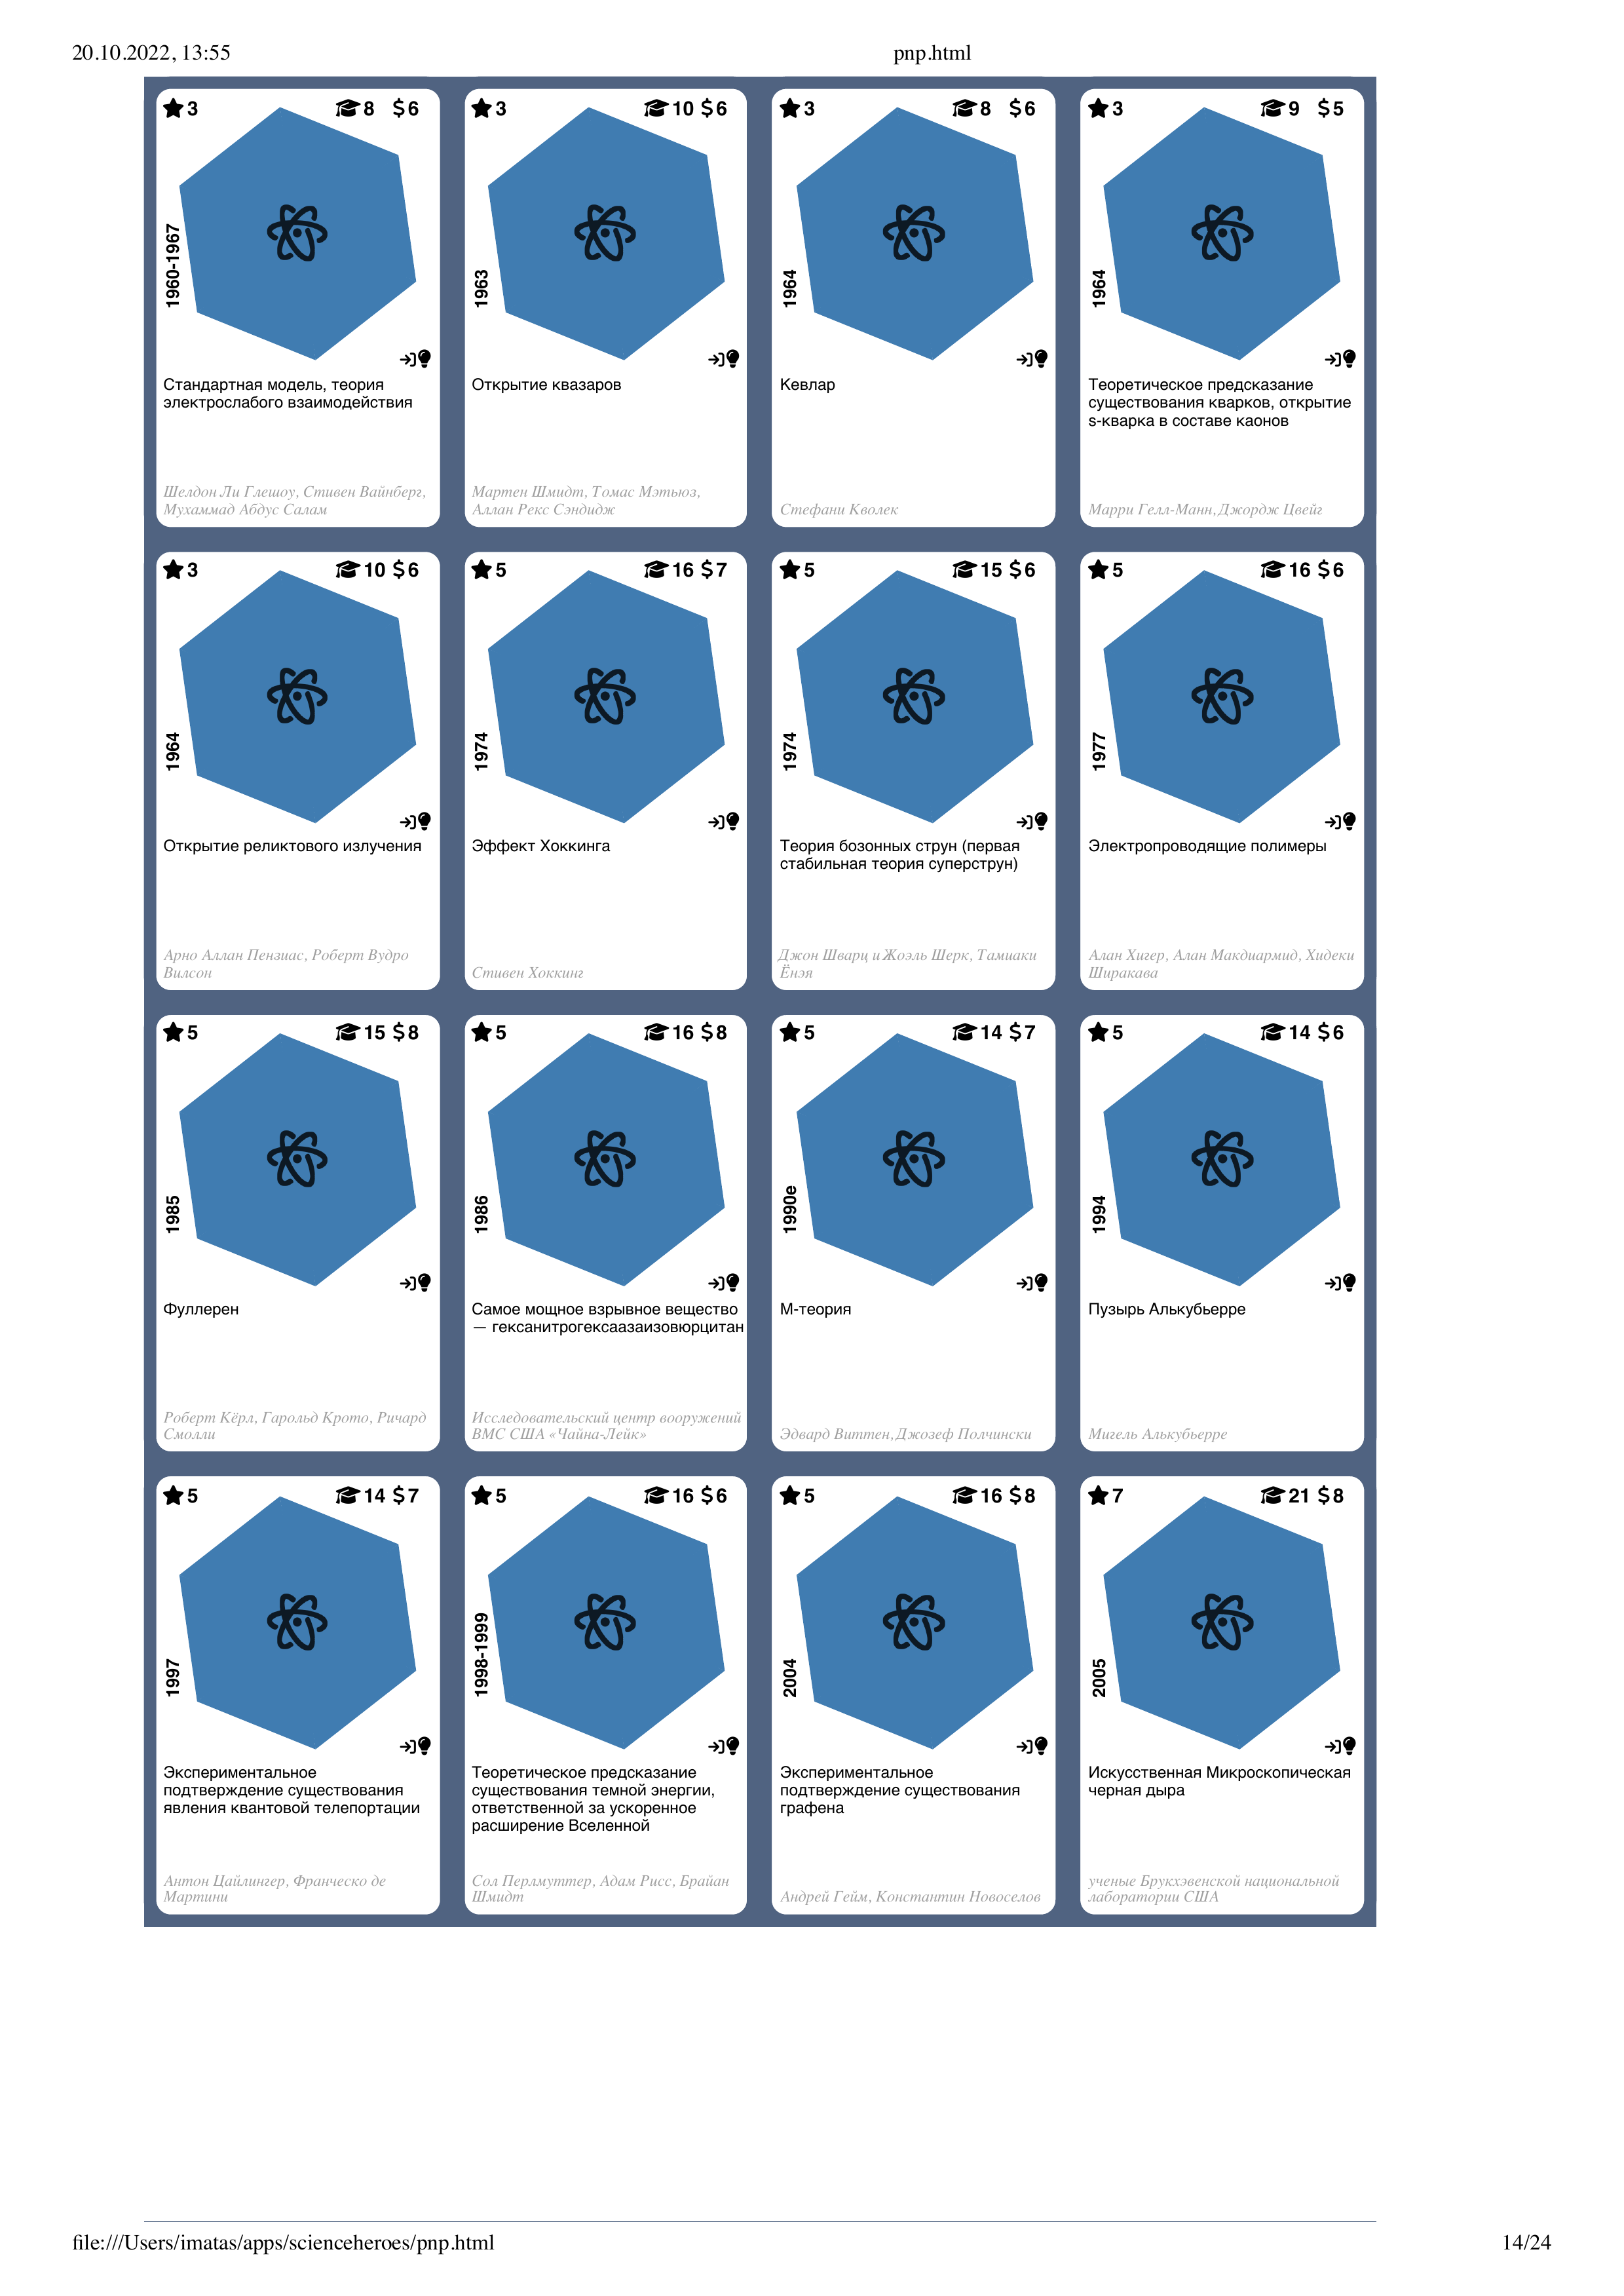 20.10.2022, 13:55
pnp.html
3 8 $6
1960-1967
Стандартная модель, теория
электрослабого взаимодействия
Шелдон Ли Глешоу, Стивен Вайнберг,
Мухаммад Абдус Салам
3 10 $6
1963
Открытие квазаров
Мартен Шмидт, Томас Мэтьюз,
Аллан Рекс Сэндидж
3 8 $6
1964
Кевлар
Стефани Кволек
3 9 $5
1964
Теоретическое предсказание
существования кварков, открытие
s-кварка в составе каонов
Марри Гелл-Манн,Джордж Цвейг
3 10 $6
1964
Открытие реликтового излучения
Арно Аллан Пензиас, Роберт Вудро
Вилсон
5 16 $7
1974
Эффект Хоккинга
Стивен Хоккинг
5 15 $6
1974
Теория бозонных струн (первая
стабильная теория суперструн)
Джон Шварц и Жоэль Шерк, Тамиаки
Ёнэя
5 16 $6
1977
Электропроводящие полимеры
Алан Хигер, Алан Макдиармид, Хидеки
Ширакава
5 15 $8
1985
Фуллерен
Роберт Кёрл, Гарольд Крото, Ричард
Смолли
5 16 $8
1986
Самое мощное взрывное вещество
— гексанитрогексаазаизовюрцитан
Исследовательский центр вооружений
ВМС США «Чайна-Лейк»
5 14 $7
1990е
М-теория
Эдвард Виттен,Джозеф Полчински
5 14 $6
1994
Пузырь Алькубьерре
Мигель Алькубьерре
5 14 $7
1997
Экспериментальное
подтверждение существования
явления квантовой телепортации
Антон Цайлингер, Франческо де
Мартини
5 16 $6
1998-1999
Теоретическое предсказание
существования темной энергии,
ответственной за ускоренное
расширение Вселенной
Сол Перлмуттер, Адам Рисс, Брайан
Шмидт
5 16 $8
2004
Экспериментальное
подтверждение существования
графена
Андрей Гейм, Константин Новоселов
7 21 $8
2005
Искусственная Микроскопическая
черная дыра
ученые Брукхэвенской национальной
лаборатории США
file:///Users/imatas/apps/scienceheroes/pnp.html
14/24